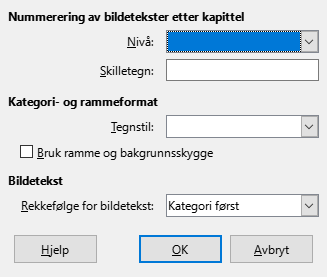 Nummerering av bildetekster etter kapittel
Nivå:
Skilletegn:
Kategori- og rammeformat
Tegnstil:
Bruk ramme og bakgrunnsskygge
Bildetekst
Rekkefølge for bildetekst: Kategori først
Hjelp OK Avbryt